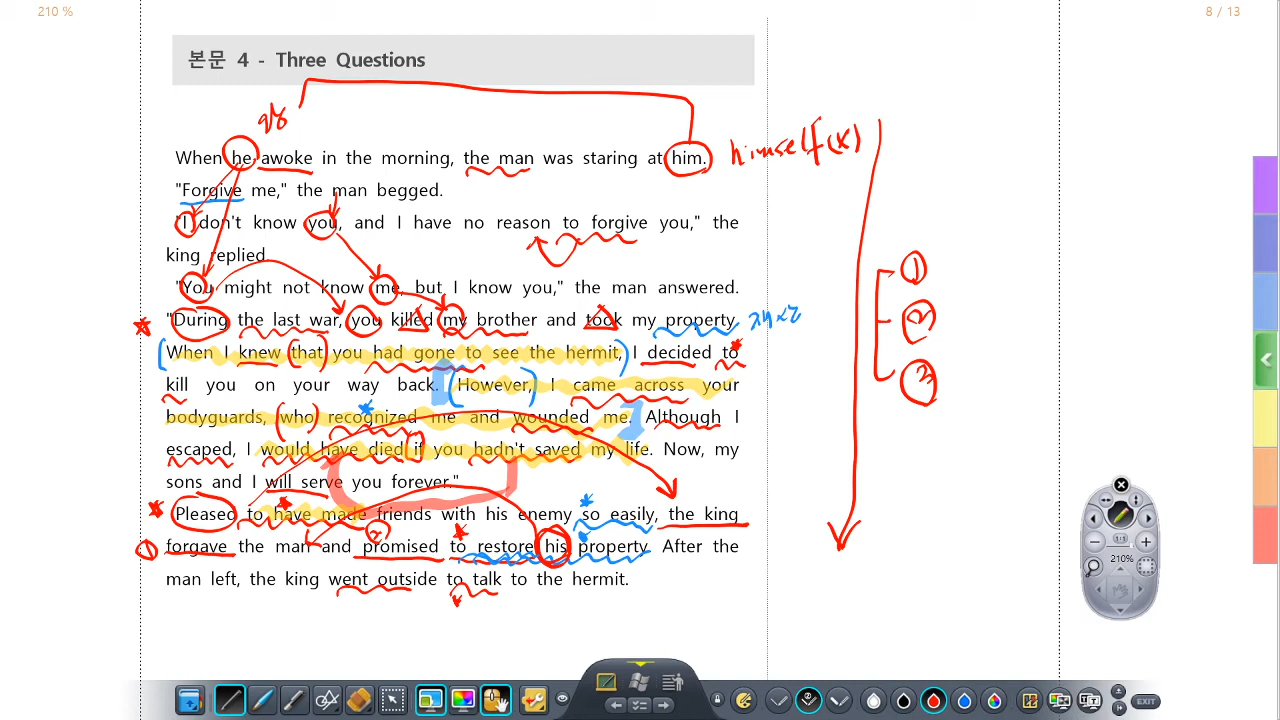 210 %
8 / 13
본문 4 - Three Questions
When he awoke in the morning, the man was staring at him. himself(x)
"Forgive me," the man begged.
"I don't know you, and I have no reason to forgive you," the
king replied.
"You might not know me, but I know you," the man answered.
"During the last war, you killed my brother and took my property.
When I knew that you had gone to see the hermit, I decided to
kill you on your way back. However, I came across your
bodyguards, who recognized me and wounded me. Although I
escaped, I would have died if you hadn't saved my life. Now, my
sons and I will serve you forever."
Pleased to have made friends with his enemy so easily, the king
forgave the man and promised to restore his property. After the
man left, the king went outside to talk to the hermit.
①
②
③
1:1
210%
EXIT